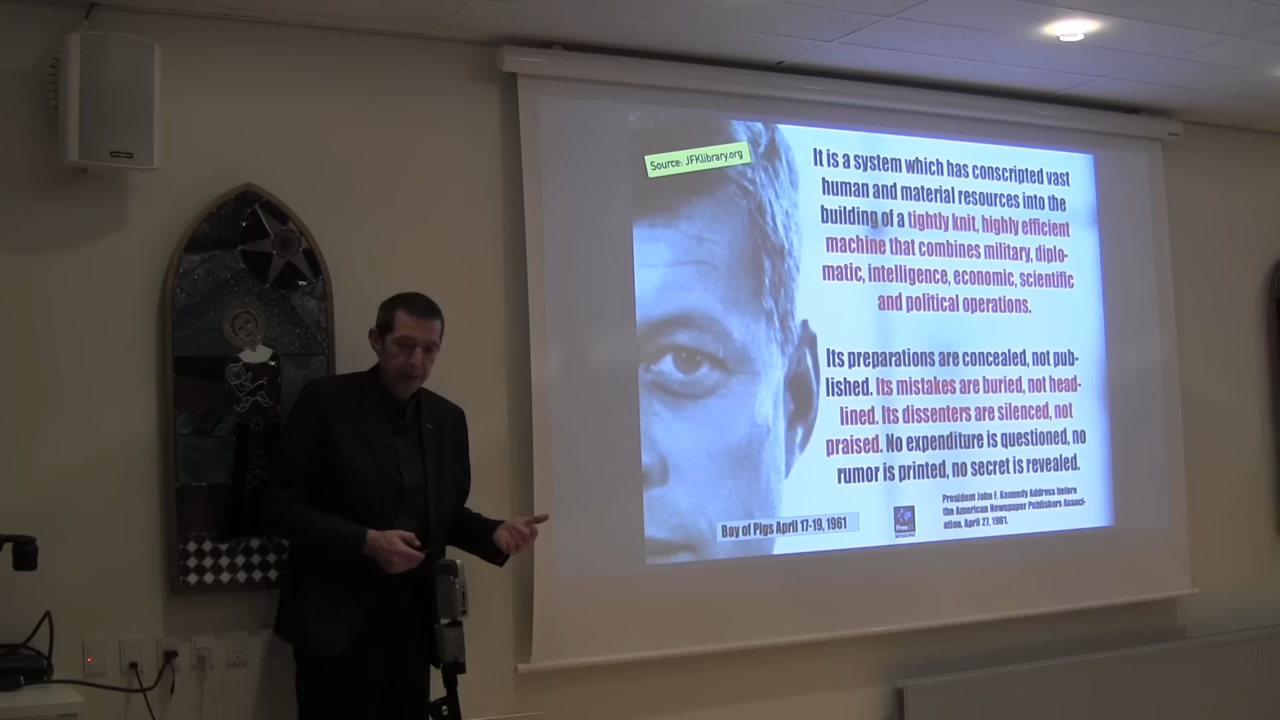 Source: JFKlibrary.org
It is a system which has conscripted vast
human and material resources into the
building of a tightly knit, highly efficient
machine that combines military, diplo-
matic, intelligence, economic, scientific
and political operations.
Its preparations are concealed, not pub-
lished. Its mistakes are buried, not head-
lined. Its dissenters are silenced, not
praised. No expenditure is questioned, no
rumor is printed, no secret is revealed.
President John F. Kennedy Address before
the American Newspaper Publishers Associ-
ation, April 27, 1961.
Bay of Pigs April 17-19, 1961